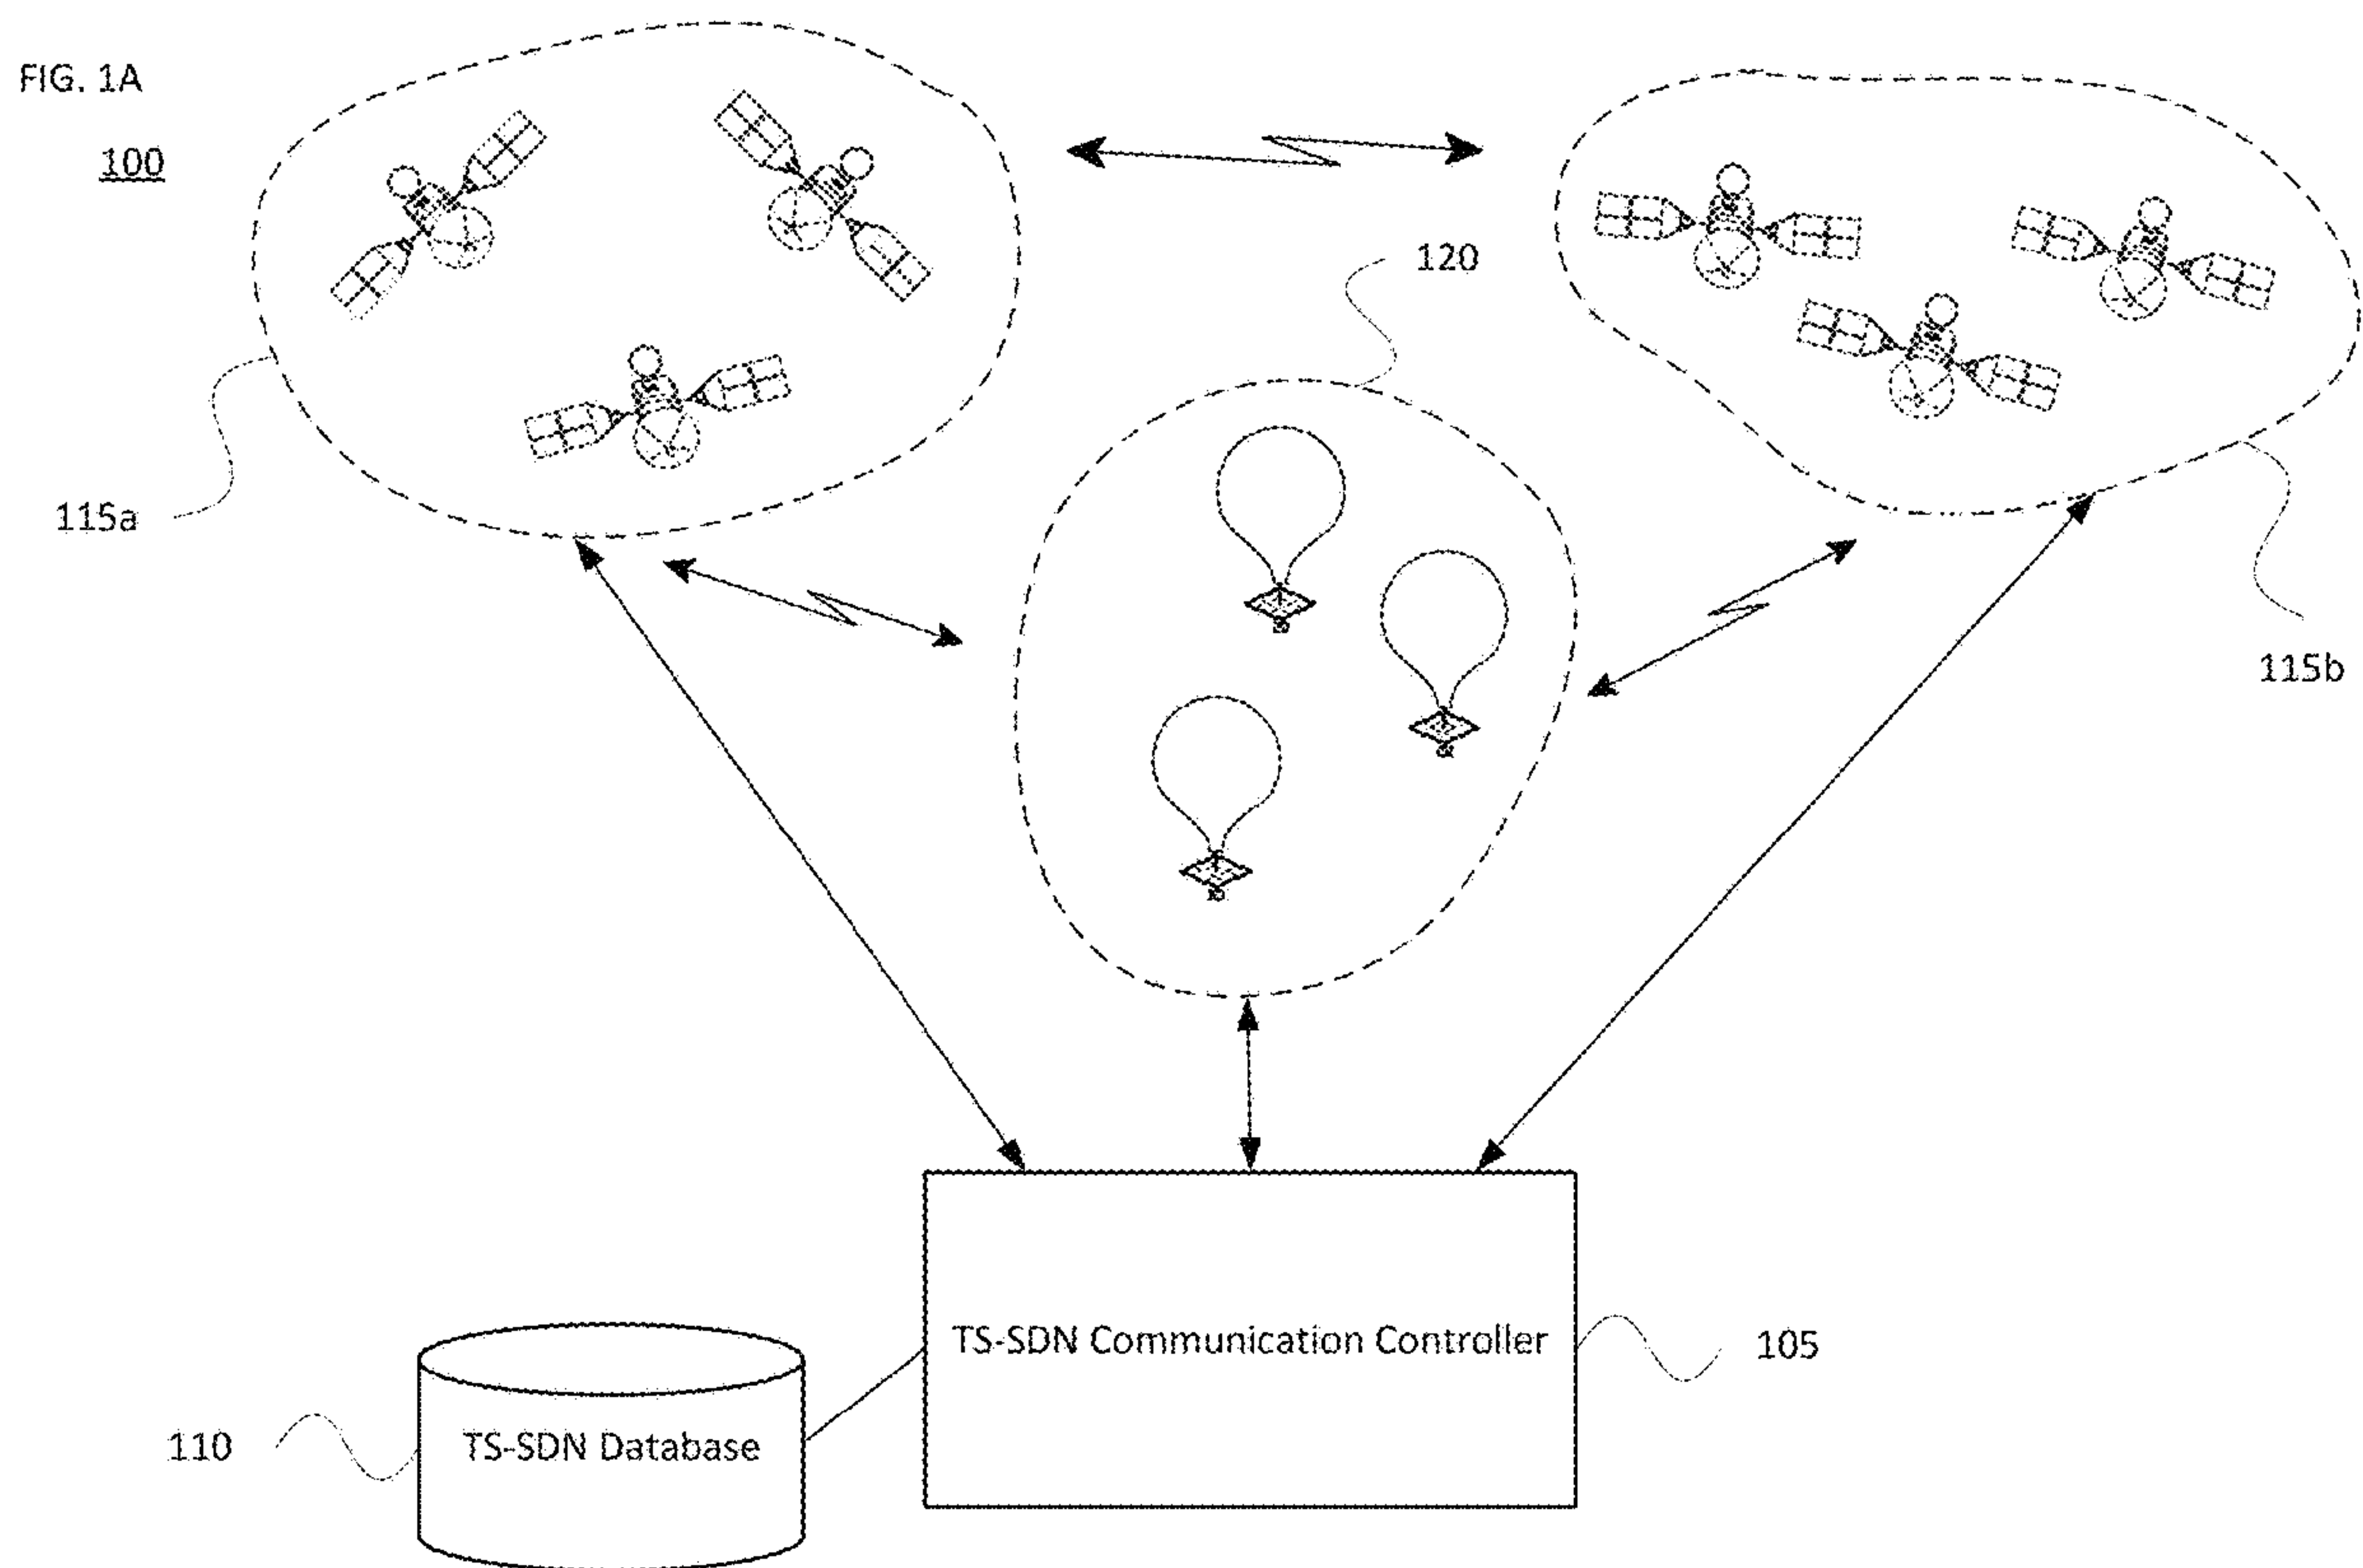 FIG. 1A
100
120
115a
115b
TS-SDN Communication Controller
105
110
TS-SDN Database